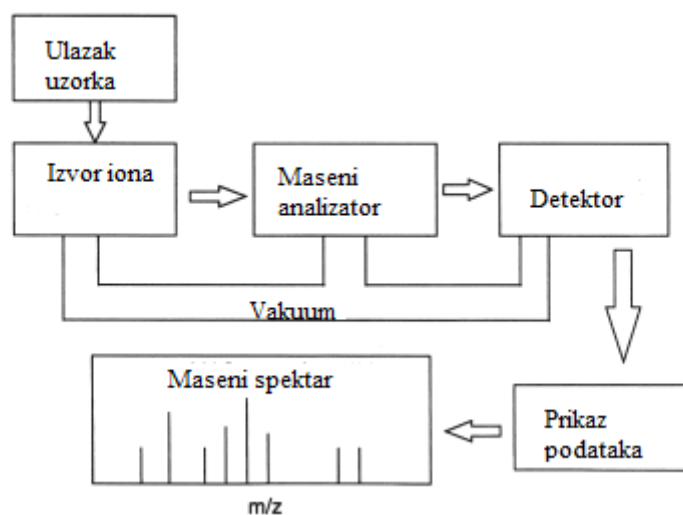 Ulazak
uzorka
Izvor iona
Maseni
analizator
Detektor
Vakuum
Maseni spektar
Prikaz
podataka
m/z